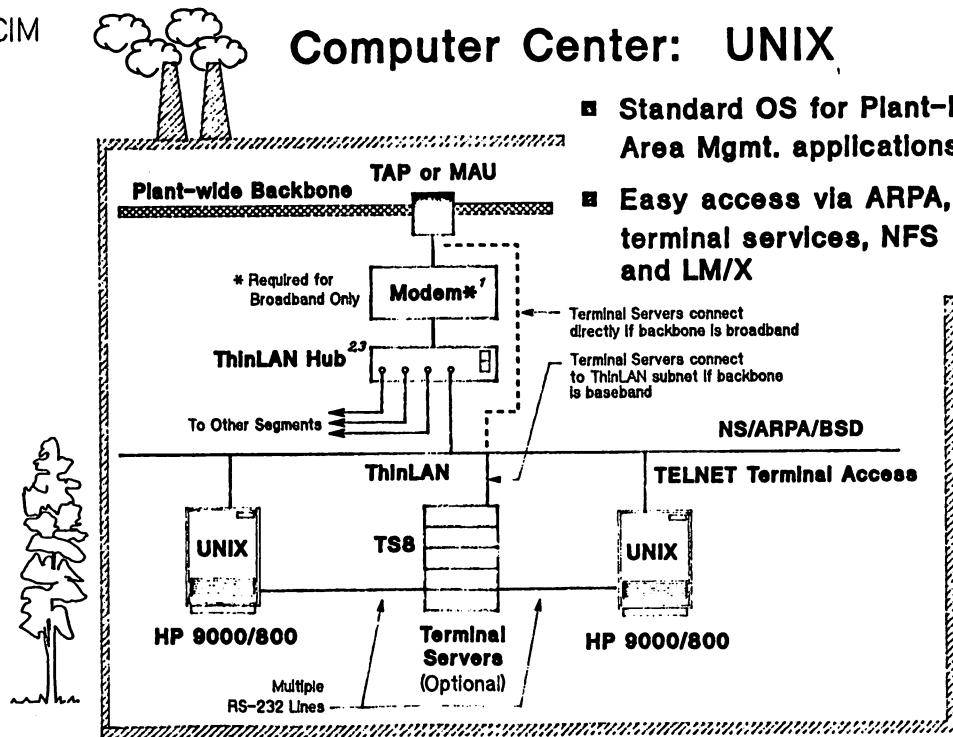 CIM
Computer Center: UNIX
Standard OS for Plant-
Area Mgmt. applications
Easy access via ARPA,
terminal services, NFS
and LM/X
TAP or MAU
Plant-wide Backbone
* Required for
Broadband Only
Modem*1
ThinLAN Hub 2,3
Terminal Servers connect
directly if backbone is broadband
Terminal Servers connect
to ThinLAN subnet if backbone
is baseband
To Other Segments
NS/ARPA/BSD
ThinLAN
TELNET Terminal Access
UNIX
TS8
UNIX
HP 9000/800
Terminal
Servers
(Optional)
HP 9000/800
Multiple
RS-232 Lines